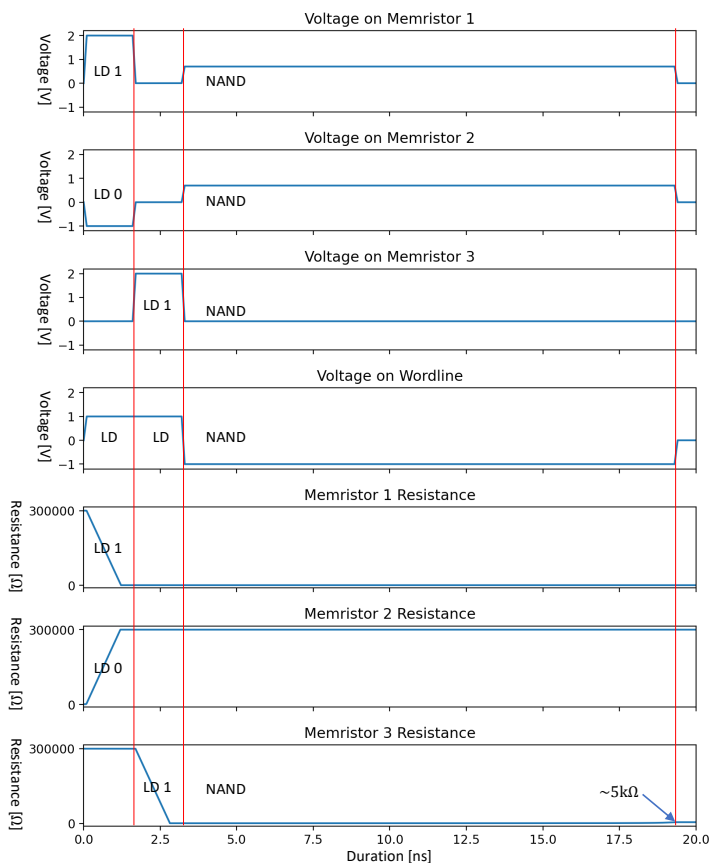 Voltage on Memristor 1
Voltage [V]
2
1
0
−1
LD 1
NAND
Voltage on Memristor 2
Voltage [V]
2
1
0
−1
LD 0
NAND
Voltage on Memristor 3
Voltage [V]
2
1
0
−1
LD 1
NAND
Voltage on Wordline
Voltage [V]
2
1
0
−1
LD
LD
NAND
Memristor 1 Resistance
Resistance [Ω]
300000
0
LD 1
Memristor 2 Resistance
Resistance [Ω]
300000
0
LD 0
Memristor 3 Resistance
Resistance [Ω]
300000
0
LD 1
NAND
~5kΩ
0.0 2.5 5.0 7.5 10.0 12.5 15.0 17.5 20.0
Duration [ns]